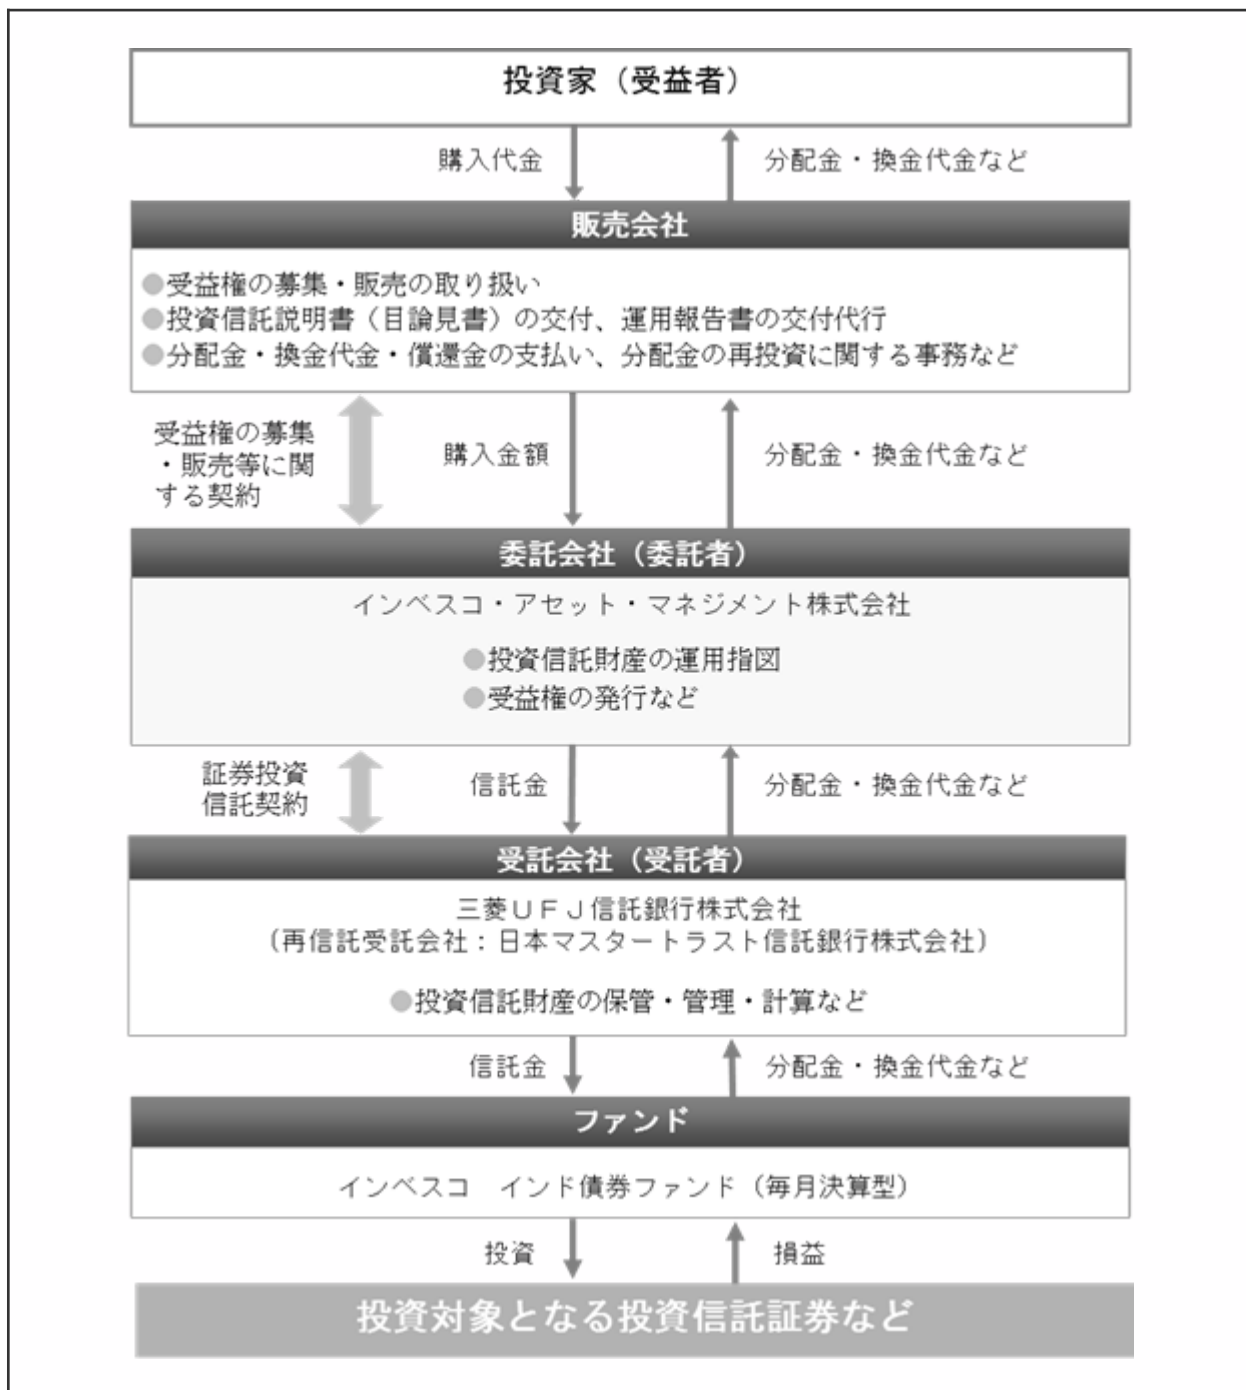 投資家（受益者）
購入代金
分配金・換金代金など
販売会社
●受益権の募集・販売の取り扱い
●投資信託説明書（目論見書）の交付、運用報告書の交付代行
●分配金・換金代金・償還金の支払い、分配金の再投資に関する事務など
受益権の募集
・販売等に関
する契約
購入金額
分配金・換金代金など
委託会社（委託者）
インベスコ・アセット・マネジメント株式会社
●投資信託財産の運用指図
●受益権の発行など
証券投資
信託契約
信託金
分配金・換金代金など
受託会社（受託者）
三菱ＵＦＪ信託銀行株式会社
（再信託受託会社：日本マスタートラスト信託銀行株式会社）
●投資信託財産の保管・管理・計算など
信託金
分配金・換金代金など
ファンド
インベスコ　インド債券ファンド（毎月決算型）
投資
損益
投資対象となる投資信託証券など